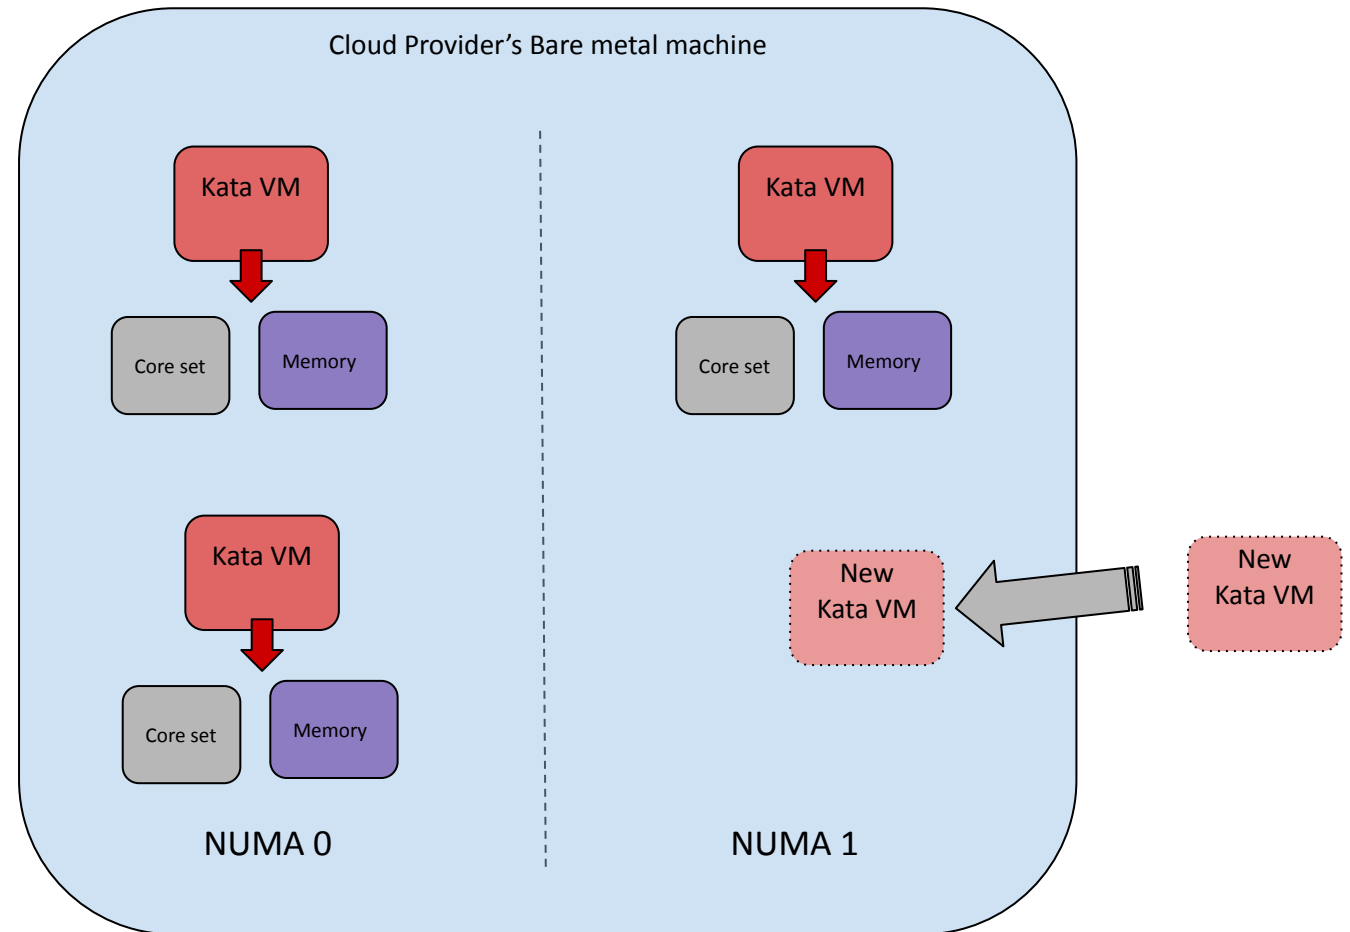 Cloud Provider’s Bare metal machine
Kata VM
Kata VM
Core set
Memory
Core set
Memory
Kata VM
New
Kata VM
New
Kata VM
Core set
Memory
NUMA 0
NUMA 1